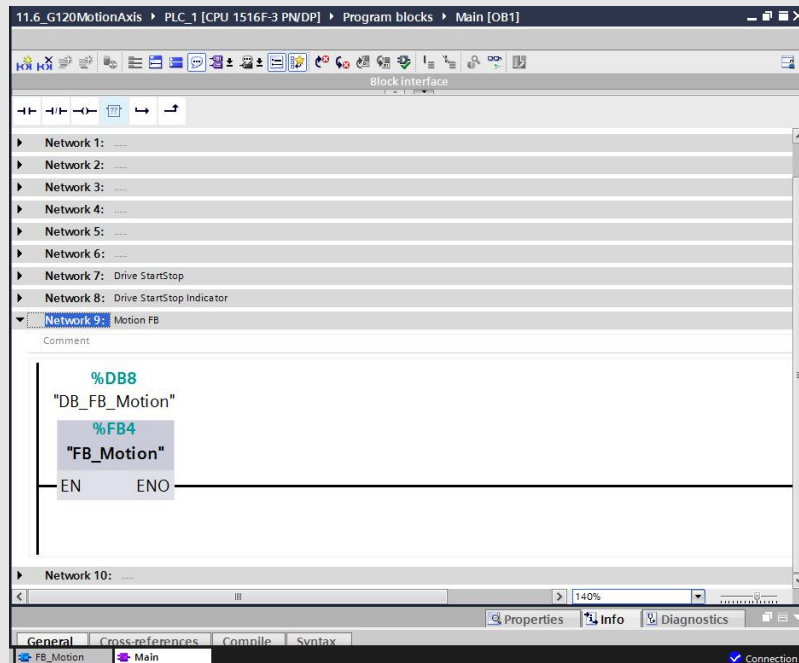 11.6_G120MotionAxis ▸ PLC_1 [CPU 1516F-3 PN/DP] ▸ Program blocks ▸ Main [OB1]
Block interface
Network 1: .....
Network 2: .....
Network 3: .....
Network 4: .....
Network 5: .....
Network 6: .....
Network 7: Drive StartStop
Network 8: Drive StartStop Indicator
Network 9: Motion FB
Comment
%DB8
"DB_FB_Motion"
%FB4
"FB_Motion"
EN ENO
Network 10: .....
140%
Properties Info Diagnostics
General Cross-references Compile Syntax
FB_Motion Main Connection